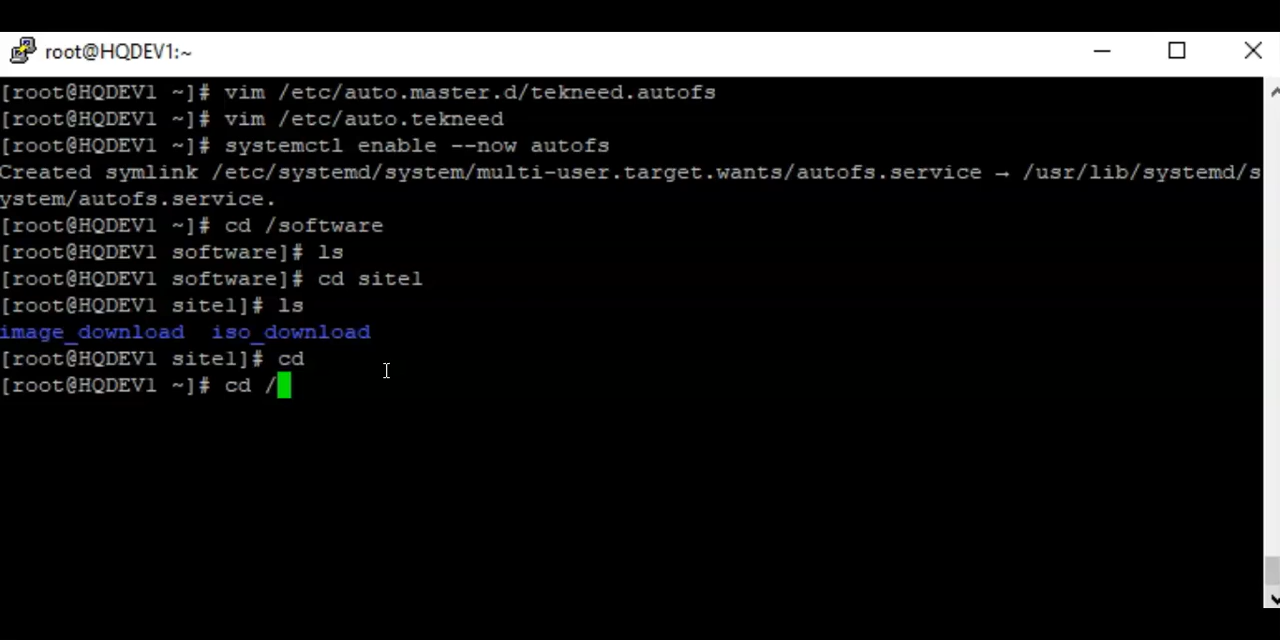 root@HQDEV1:~
[root@HQDEV1 ~]# vim /etc/auto.master.d/tekneed.autofs
[root@HQDEV1 ~]# vim /etc/auto.tekneed
[root@HQDEV1 ~]# systemctl enable --now autofs
Created symlink /etc/systemd/system/multi-user.target.wants/autofs.service → /usr/lib/systemd/s
ystem/autofs.service.
[root@HQDEV1 ~]# cd /software
[root@HQDEV1 software]# ls
[root@HQDEV1 software]# cd site1
[root@HQDEV1 site1]# ls
image_download  iso_download
[root@HQDEV1 site1]# cd
[root@HQDEV1 ~]# cd /